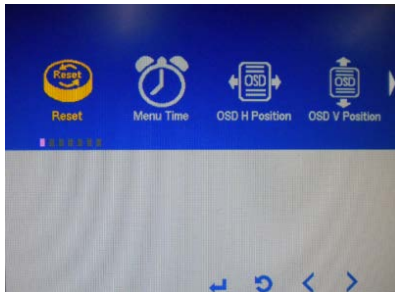 Reset
OSD
OSD
Reset
Menu Time
OSD H Position
OSD V Position